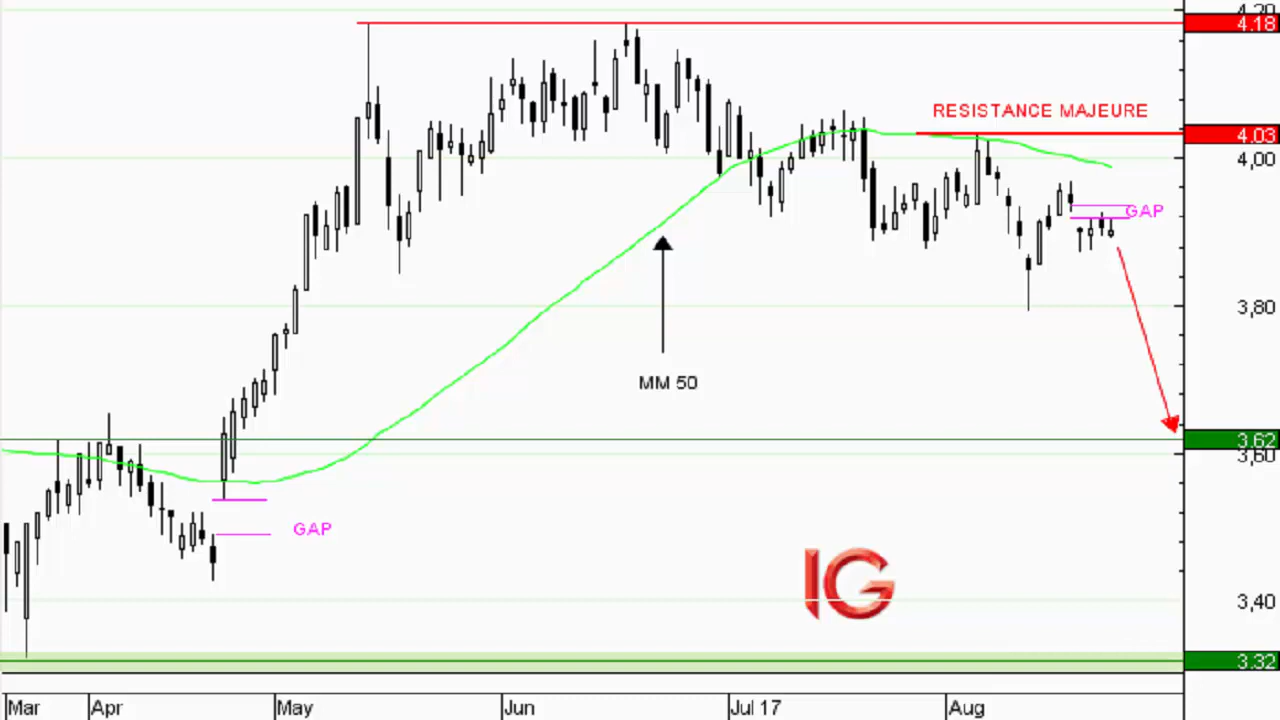 4,20
4.18
RESISTANCE MAJEURE
4.03
4,00
GAP
3,80
MM 50
3.62
3,60
GAP
IG
3,40
3.32
Mar
Apr
May
Jun
Jul 17
Aug